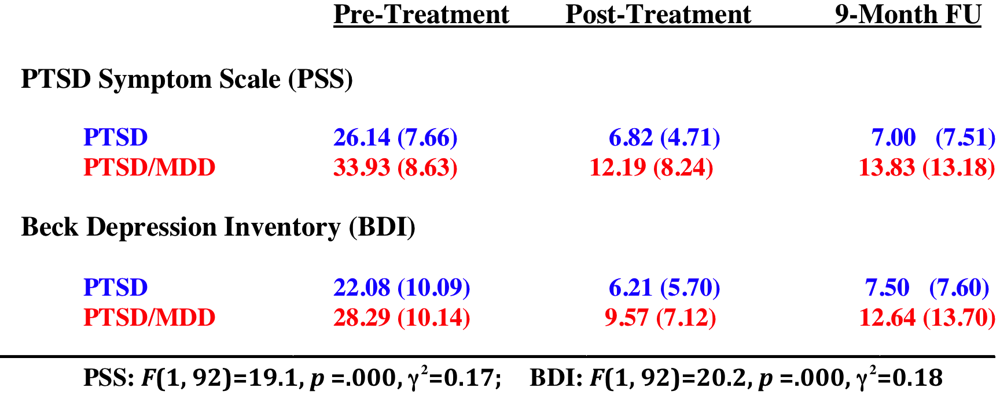 Pre-Treatment Post-Treatment 9-Month FU
PTSD Symptom Scale (PSS)
PTSD 26.14 (7.66) 6.82 (4.71) 7.00 (7.51)
PTSD/MDD 33.93 (8.63) 12.19 (8.24) 13.83 (13.18)
Beck Depression Inventory (BDI)
PTSD 22.08 (10.09) 6.21 (5.70) 7.50 (7.60)
PTSD/MDD 28.29 (10.14) 9.57 (7.12) 12.64 (13.70)
PSS: F(1, 92)=19.1, p =.000, γ²=0.17; BDI: F(1, 92)=20.2, p =.000, γ²=0.18